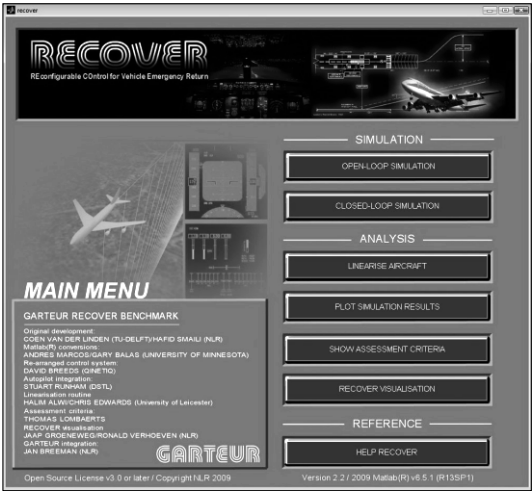 recover
RECOVER
REconfigurable COntrol for Vehicle Emergency Return
SIMULATION
OPEN-LOOP SIMULATION
CLOSED-LOOP SIMULATION
ANALYSIS
LINEARISE AIRCRAFT
PLOT SIMULATION RESULTS
SHOW ASSESSMENT CRITERIA
RECOVER VISUALISATION
REFERENCE
HELP RECOVER
MAIN MENU
GARTEUR RECOVER BENCHMARK
Original development:
COEN VAN DER LINDEN (TU-DELFT)/HAFID SMAILI (NLR)
Matlab(R) conversions:
ANDRES MARCOS/GARY BALAS (UNIVERSITY OF MINNESOTA)
Re-arranged control system:
DAVID BREEDS (QINETIQ)
Autopilot integration:
STUART RUNHAM (DSTL)
Linearisation routine
HALIM ALWI/CHRIS EDWARDS (University of Leicester)
Assessment criteria:
THOMAS LOMBAERTS
RECOVER visualisation
JAAP GROENEWEG/RONALD VERHOEVEN (NLR)
GARTEUR integration:
JAN BREEMAN (NLR)
GARTEUR
Open Source License v3.0 or later / Copyright NLR 2009
Version 2.2 / 2009 Matlab(R) v6.5.1 (R13SP1)